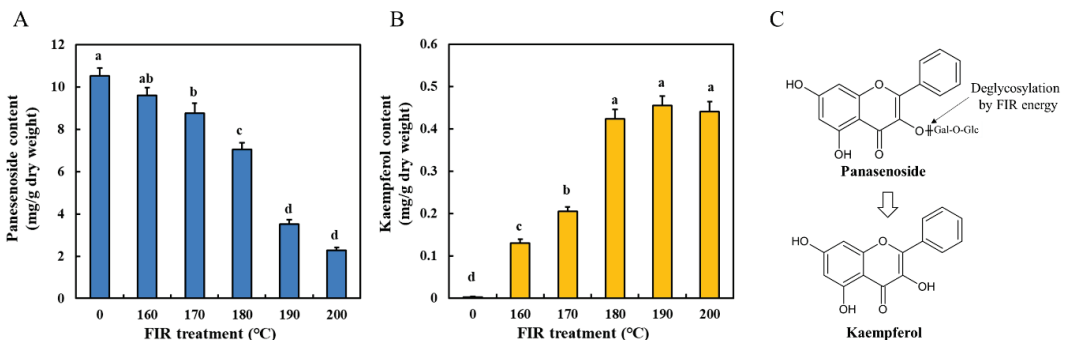 A
Panesenoside content
(mg/g dry weight)
12
10
8
6
4
2
0
a
ab
b
c
d
d
0 160 170 180 190 200
FIR treatment (°C)
B
Kaempferol content
(mg/g dry weight)
0.6
0.5
0.4
0.3
0.2
0.1
0
d
c
b
a
a
a
0 160 170 180 190 200
FIR treatment (°C)
C
HO
O
O
Gal-O-Glc
OH
O
Deglycosylation
by FIR energy
Panasenoside
HO
O
OH
OH
O
Kaempferol